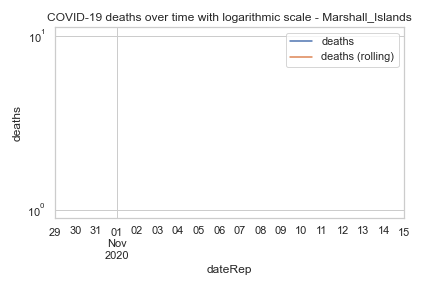 COVID-19 deaths over time with logarithmic scale - Marshall_Islands
deaths
deaths (rolling)
10¹
10⁰
deaths
29 30 31 01 02 03 04 05 06 07 08 09 10 11 12 13 14 15
Nov
2020
dateRep